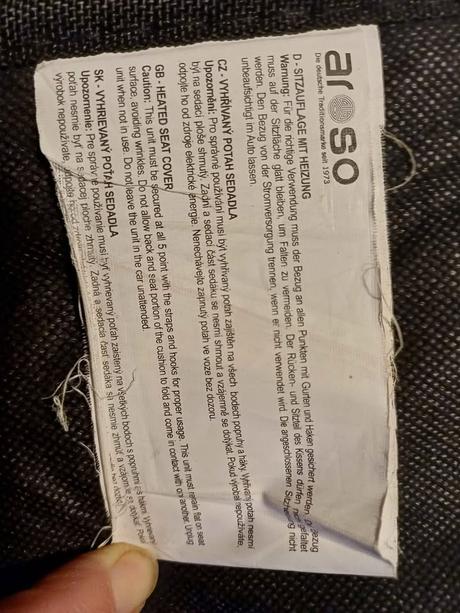 aroso
Die deutsche Traditionsmarke seit 1973
D - SITZAUFLAGE MIT HEIZUNG
Warnung: Für die richtige Verwendung muss der Bezug an allen Punkten mit Gurten und Haken gesichert werden. Bezug
muss auf der Sitzfläche glatt bleiben, um Falten zu vermeiden. Der Rücken- und Sitzteil des Kissens dürfen gefaltet
werden. Den Bezug von der Stromversorgung trennen, wenn er nicht verwendet wird. Die angeschlossenen nicht
unbeaufsichtigt im Auto lassen.
CZ - VYHŘÍVANÝ POTAH SEDADLA
Upozornění: Pro správné používání musí být vyhřívaný potah zajištěn na všech bodech popruhy a háky. Vyhřívaný potah nesmí
být na sedací ploše shrnutý. Zadní a sedací část sedáku se nesmí shrnout a vzájemně se dotýkat. Pokud výrobek nepoužíváte,
odpojte ho od zdroje elektrické energie. Nenechávejte zapnutý potah ve voze bez dozoru.
GB - HEATED SEAT COVER
Caution: This unit must be secured at all 5 point with the straps and hooks for proper usage. This unit must remain flat on seat
surface, avoiding wrinkles. Do not allow back and seat portion of the cushion to fold and come in contact with one another. Unplug
unit when not in use. Do not leave the unit in the car unattended.
SK - VYHRIEVANÝ POŤAH SEDADLA
Upozornenie: Pre správne používanie musí byť vyhrievaný poťah zaistený na všetkých bodoch s popruhmi a hákmi. Vyhrievaný
poťah nesmie byť na sedacej ploche zhrnutý. Zadná a sedacia časť sedáka sa nesmie zhrnúť a vzájomne sa dotýkať. Pokiaľ
výrobok nepoužívate, odpojte ho od